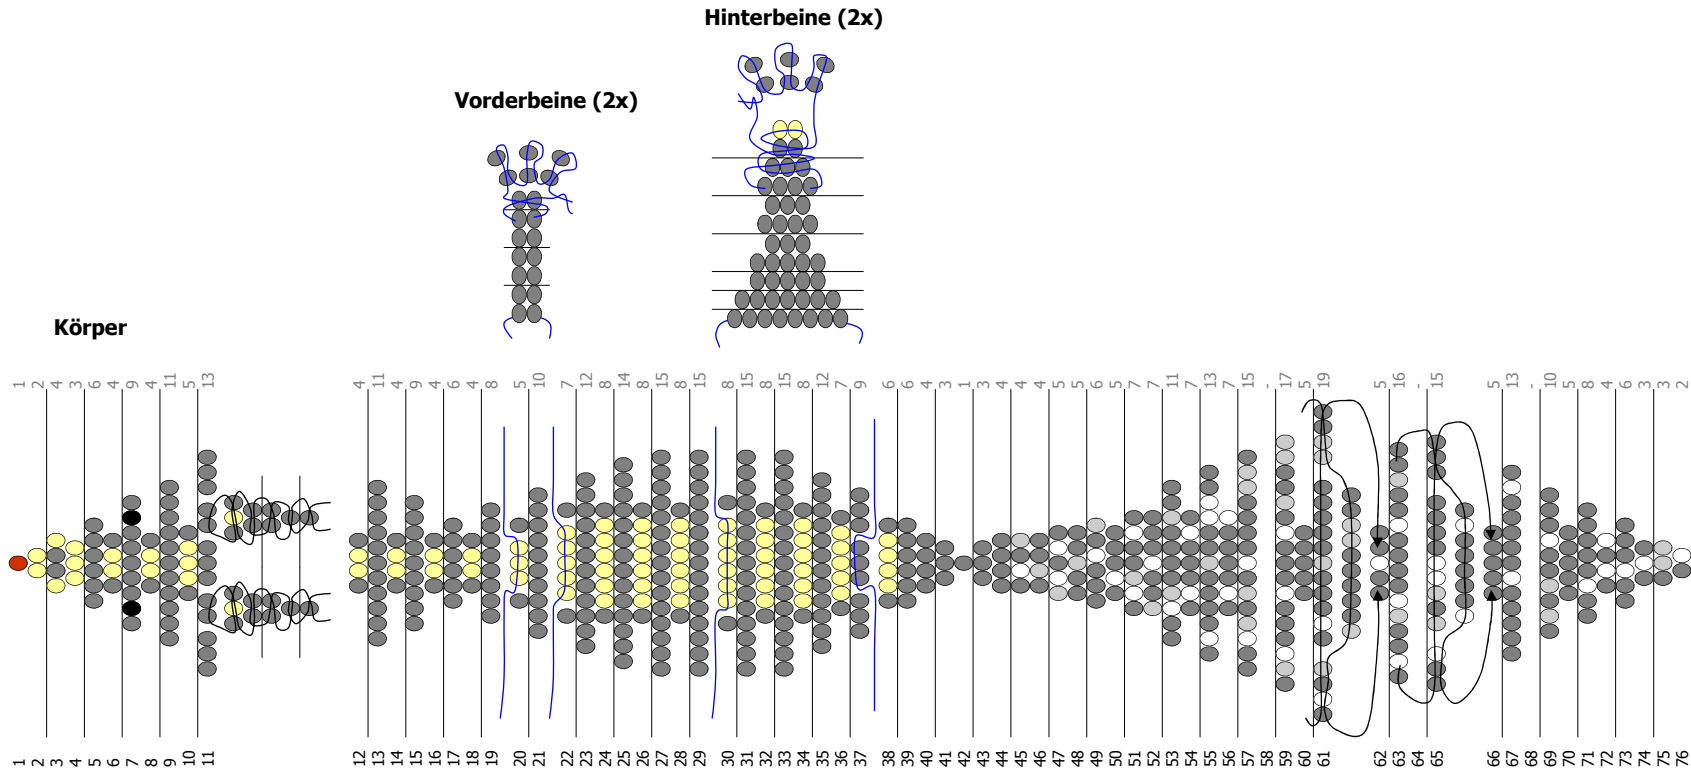 Hinterbeine (2x)
Vorderbeine (2x)
Körper
1 2 4 3 6 4 9 4 11 5 13 4 11 4 9 4 6 4 8 5 10 7 12 8 14 8 15 8 15 8 15 8 15 8 12 7 9 6 6 4 3 1 3 4 4 4 5 5 6 5 7 7 11 7 13 7 15 - 17 5 19 5 16 - 15 5 13 - 10 5 8 4 6 3 3 2
1 2 3 4 5 6 7 8 9 10 11 12 13 14 15 16 17 18 19 20 21 22 23 24 25 26 27 28 29 30 31 32 33 34 35 36 37 38 39 40 41 42 43 44 45 46 47 48 49 50 51 52 53 54 55 56 57 58 59 60 61 62 63 64 65 66 67 68 69 70 71 72 73 74 75 76